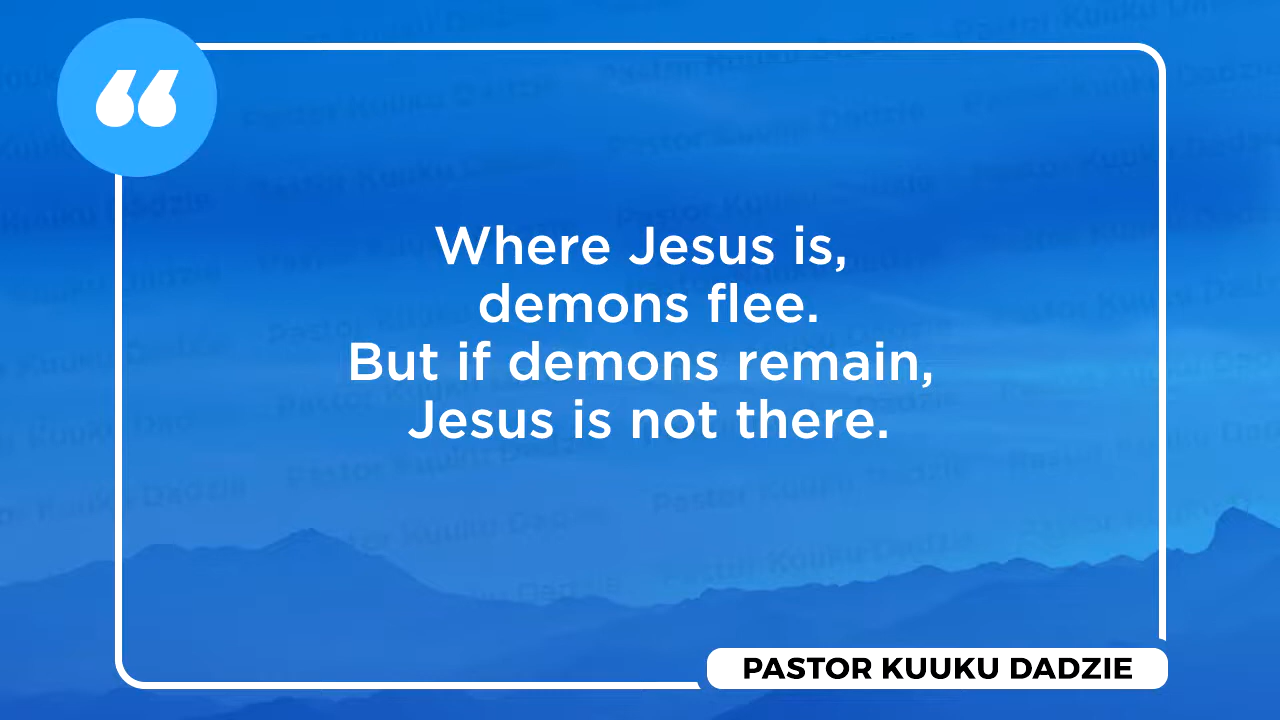 Where Jesus is,
demons flee.
But if demons remain,
Jesus is not there.
PASTOR KUUKU DADZIE